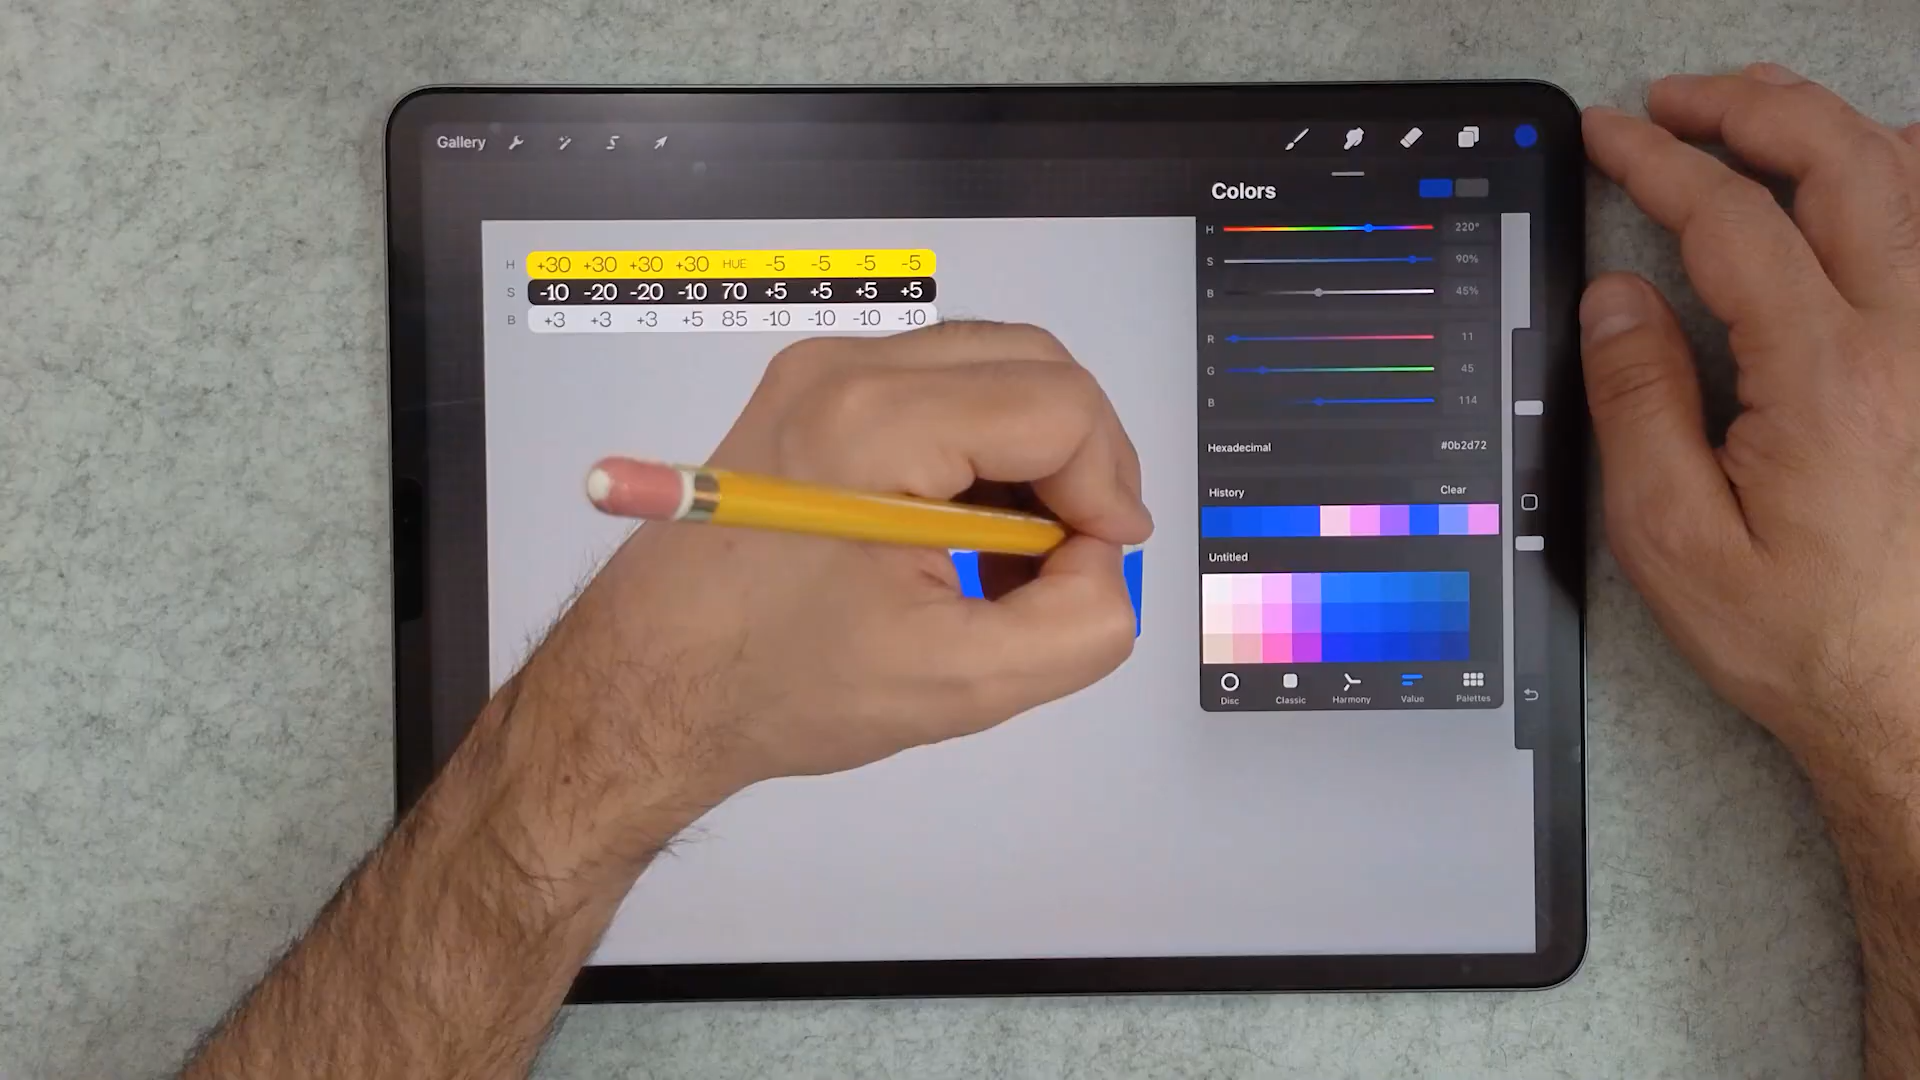 Gallery
Colors
H 220°
S 90%
B 45%
R 11
G 45
B 114
Hexadecimal #0b2d72
History Clear
Untitled
Disc Classic Harmony Value Palettes
H +30 +30 +30 +30 HUE -5 -5 -5 -5
S -10 -20 -20 -10 70 +5 +5 +5 +5
B +3 +3 +3 +5 85 -10 -10 -10 -10